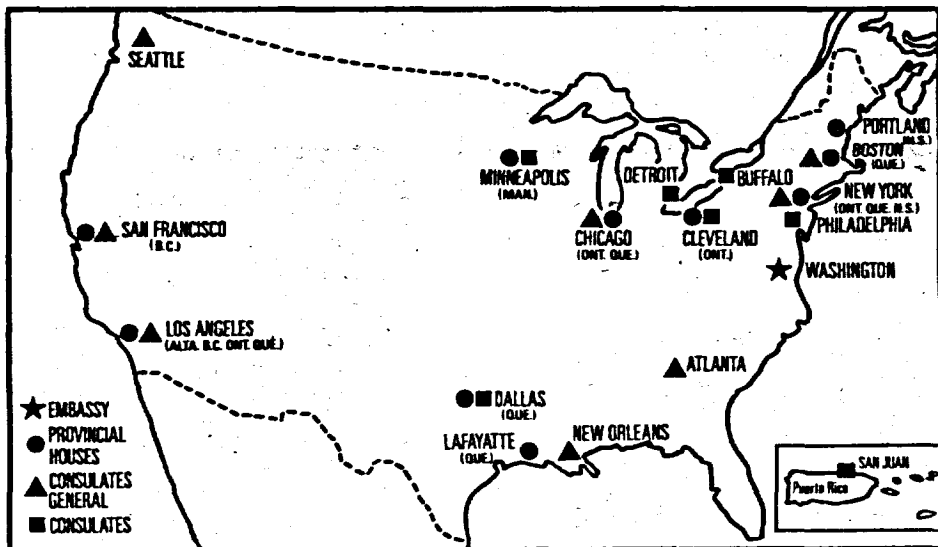 SEATTLE
PORTLAND
(N.S.)
BOSTON
(QUE.)
MINNEAPOLIS
(MAN.)
DETROIT
BUFFALO
NEW YORK
(ONT. QUE. N.S.)
SAN FRANCISCO
(B.C.)
CHICAGO
(ONT. QUE.)
CLEVELAND
(ONT.)
PHILADELPHIA
WASHINGTON
LOS ANGELES
(ALTA. B.C. ONT. QUÉ.)
ATLANTA
DALLAS
(QUE.)
LAFAYATTE
(QUE.)
NEW ORLEANS
EMBASSY
PROVINCIAL
HOUSES
CONSULATES
GENERAL
CONSULATES
SAN JUAN
Puerto Rico